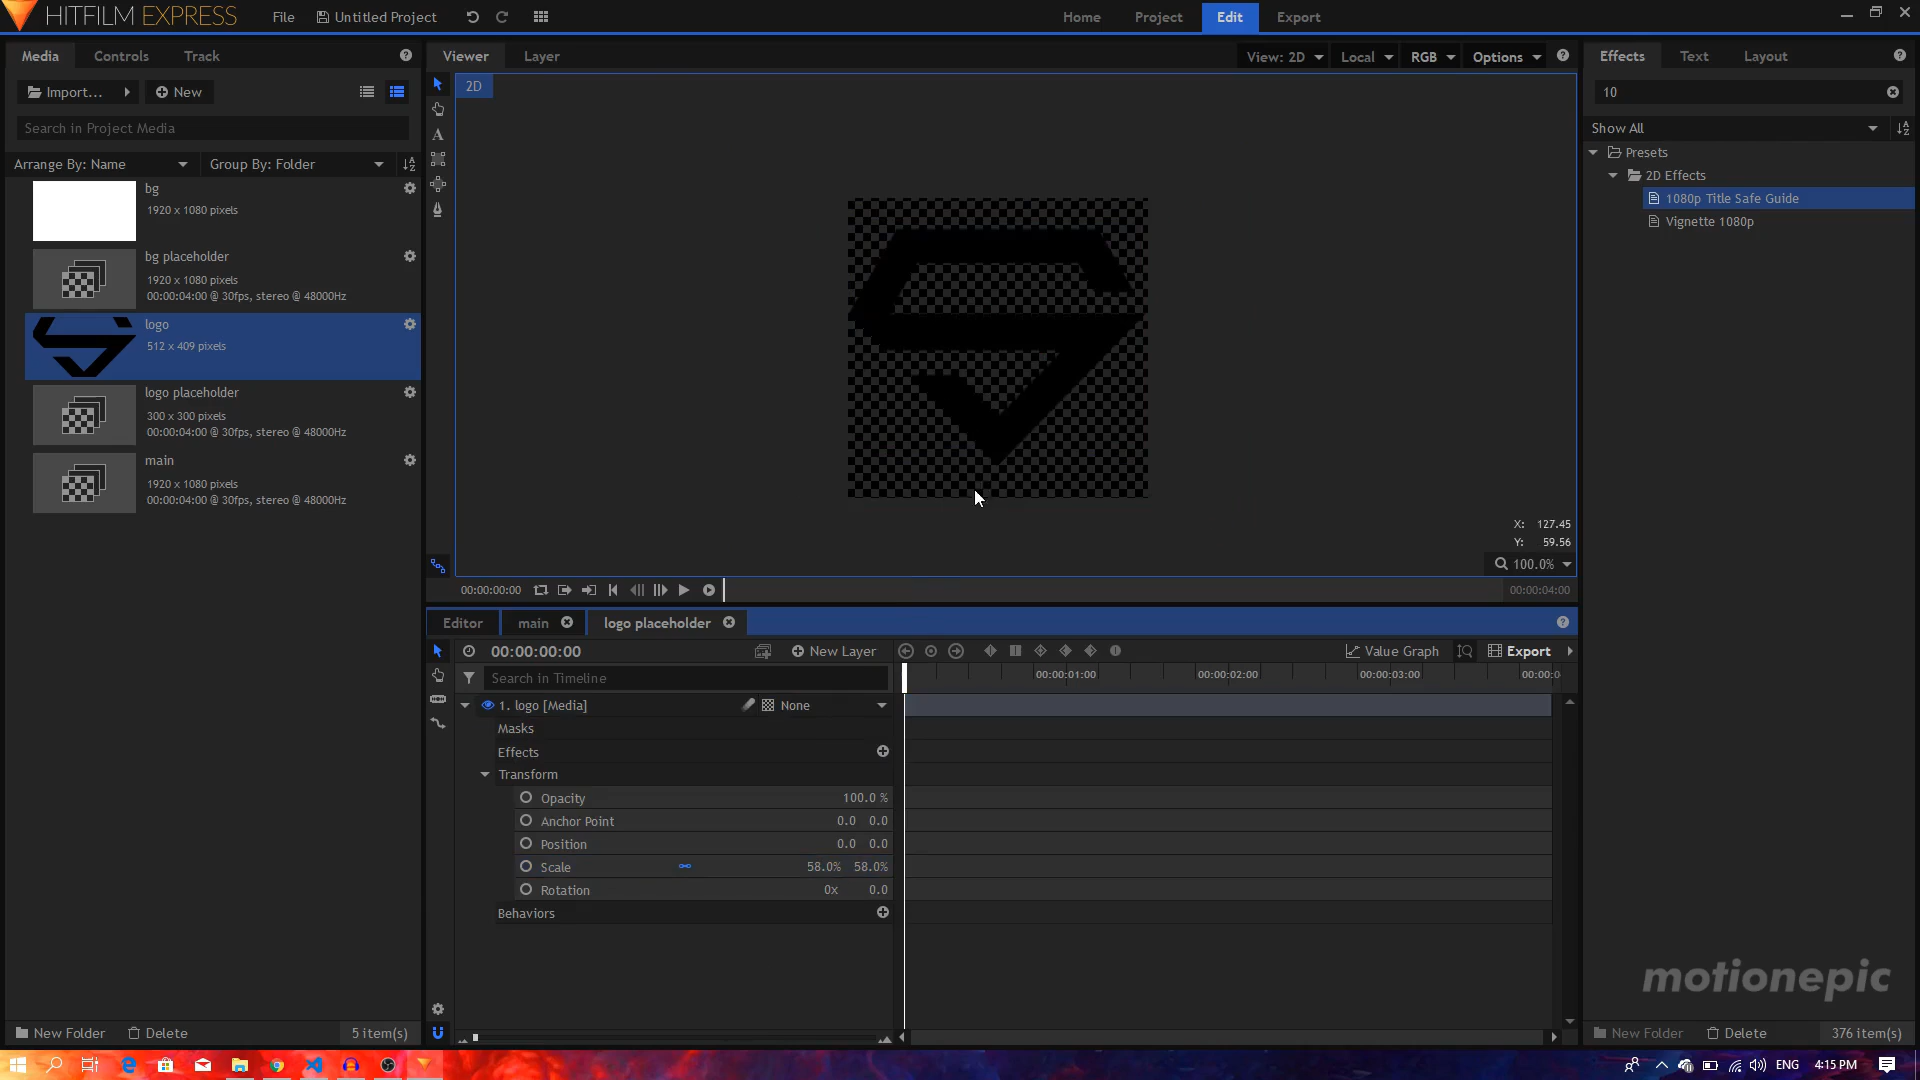 HITFILM EXPRESS
File
Untitled Project
Home
Project
Edit
Export
Media
Controls
Track
Import...
New
Search in Project Media
Arrange By: Name
Group By: Folder
bg
1920 x 1080 pixels
bg placeholder
1920 x 1080 pixels
00:00:04:00 @ 30fps, stereo @ 48000Hz
logo
512 x 409 pixels
logo placeholder
300 x 300 pixels
00:00:04:00 @ 30fps, stereo @ 48000Hz
main
1920 x 1080 pixels
00:00:04:00 @ 30fps, stereo @ 48000Hz
New Folder
Delete
5 item(s)
Viewer
Layer
View: 2D
Local
RGB
Options
2D
X: 127.45
Y: 59.56
100.0%
00:00:00:00
00:00:04:00
Editor
main
logo placeholder
00:00:00:00
New Layer
Value Graph
Export
Search in Timeline
00:00:01:00
00:00:02:00
00:00:03:00
00:00:0
1. logo [Media]
None
Masks
Effects
Transform
Opacity 100.0 %
Anchor Point 0.0 0.0
Position 0.0 0.0
Scale 58.0% 58.0%
Rotation 0x 0.0
Behaviors
Effects
Text
Layout
10
Show All
Presets
2D Effects
1080p Title Safe Guide
Vignette 1080p
motionepic
New Folder
Delete
376 item(s)
ENG
4:15 PM